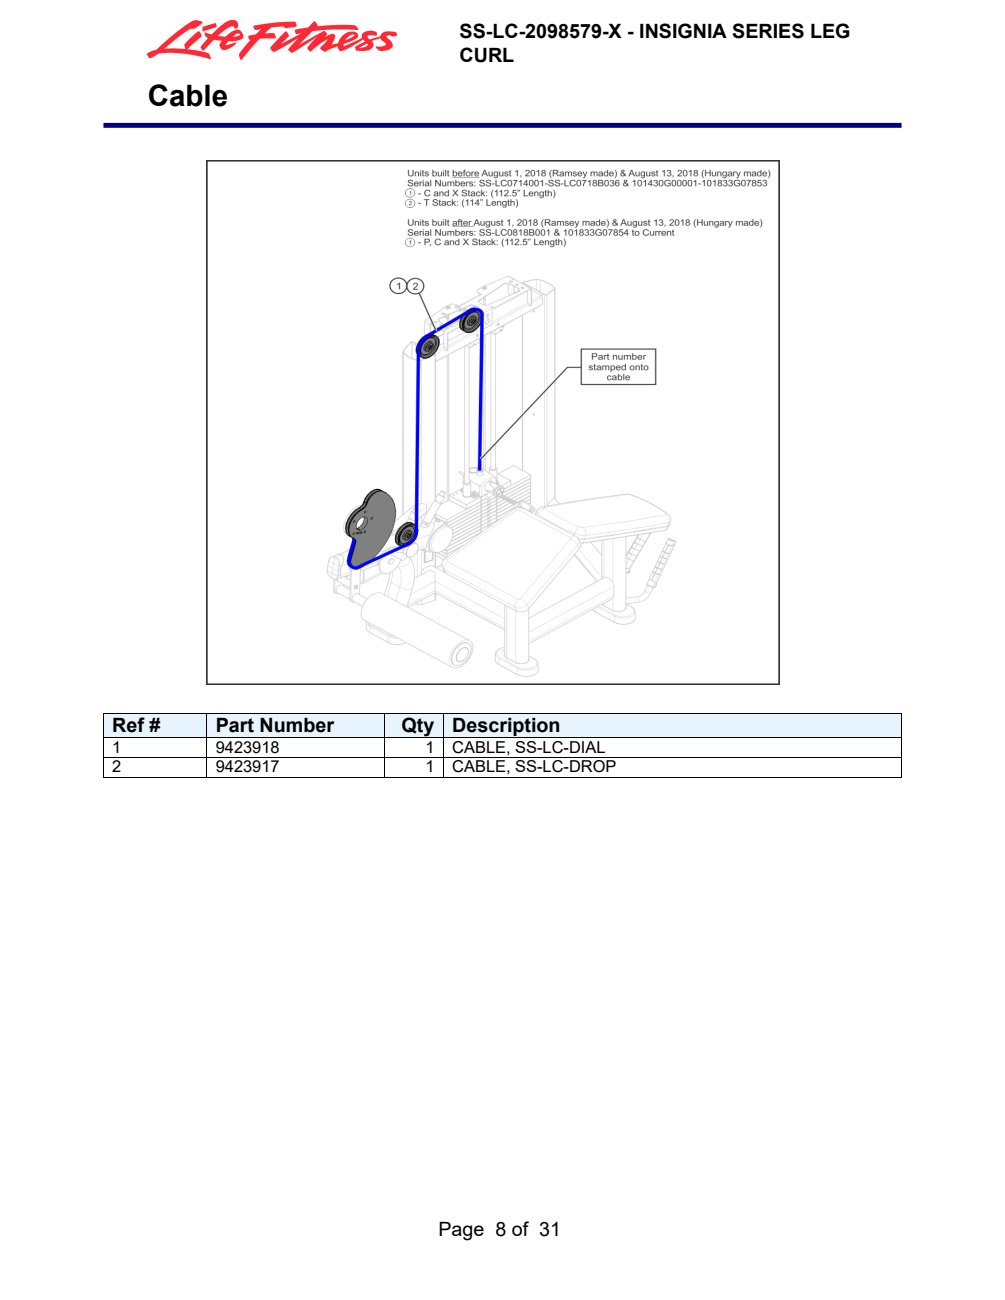 Life Fitness
SS-LC-2098579-X - INSIGNIA SERIES LEG
CURL
Cable
Units built before August 1, 2018 (Ramsey made) & August 13, 2018 (Hungary made)
Serial Numbers: SS-LC0714001-SS-LC0718B036 & 101430G00001-101833G07853
① - C and X Stack: (112.5" Length)
② - T Stack: (114" Length)
Units built after August 1, 2018 (Ramsey made) & August 13, 2018 (Hungary made)
Serial Numbers: SS-LC0818B001 & 101833G07854 to Current
① - P, C and X Stack: (112.5" Length)
1 2
Part number
stamped onto
cable
Ref # Part Number Qty Description
1 9423918 1 CABLE, SS-LC-DIAL
2 9423917 1 CABLE, SS-LC-DROP
Page 8 of 31